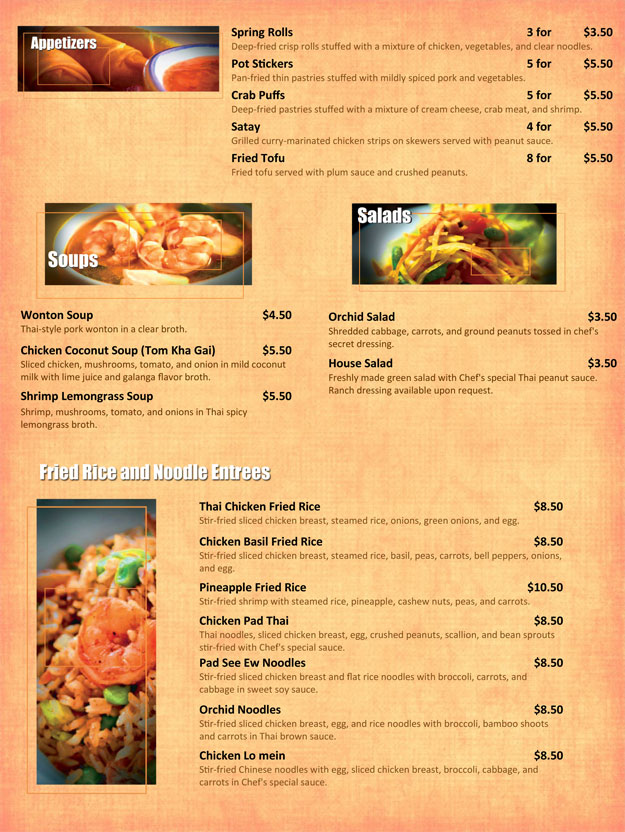 Appetizers
Spring Rolls 3 for $3.50
Deep-fried crisp rolls stuffed with a mixture of chicken, vegetables, and clear noodles.
Pot Stickers 5 for $5.50
Pan-fried thin pastries stuffed with mildly spiced pork and vegetables.
Crab Puffs 5 for $5.50
Deep-fried pastries stuffed with a mixture of cream cheese, crab meat, and shrimp.
Satay 4 for $5.50
Grilled curry-marinated chicken strips on skewers served with peanut sauce.
Fried Tofu 8 for $5.50
Fried tofu served with plum sauce and crushed peanuts.
Soups
Wonton Soup $4.50
Thai-style pork wonton in a clear broth.
Chicken Coconut Soup (Tom Kha Gai) $5.50
Sliced chicken, mushrooms, tomato, and onion in mild coconut
milk with lime juice and galanga flavor broth.
Shrimp Lemongrass Soup $5.50
Shrimp, mushrooms, tomato, and onions in Thai spicy
lemongrass broth.
Salads
Orchid Salad $3.50
Shredded cabbage, carrots, and ground peanuts tossed in chef's
secret dressing.
House Salad $3.50
Freshly made green salad with Chef's special Thai peanut sauce.
Ranch dressing available upon request.
Fried Rice and Noodle Entrees
Thai Chicken Fried Rice $8.50
Stir-fried sliced chicken breast, steamed rice, onions, green onions, and egg.
Chicken Basil Fried Rice $8.50
Stir-fried sliced chicken breast, steamed rice, basil, peas, carrots, bell peppers, onions,
and egg.
Pineapple Fried Rice $10.50
Stir-fried shrimp with steamed rice, pineapple, cashew nuts, peas, and carrots.
Chicken Pad Thai $8.50
Thai noodles, sliced chicken breast, egg, crushed peanuts, scallion, and bean sprouts
stir-fried with Chef's special sauce.
Pad See Ew Noodles $8.50
Stir-fried sliced chicken breast and flat rice noodles with broccoli, carrots, and
cabbage in sweet soy sauce.
Orchid Noodles $8.50
Stir-fried sliced chicken breast, egg, and rice noodles with broccoli, bamboo shoots
and carrots in Thai brown sauce.
Chicken Lo mein $8.50
Stir-fried Chinese noodles with egg, sliced chicken breast, broccoli, cabbage, and
carrots in Chef's special sauce.